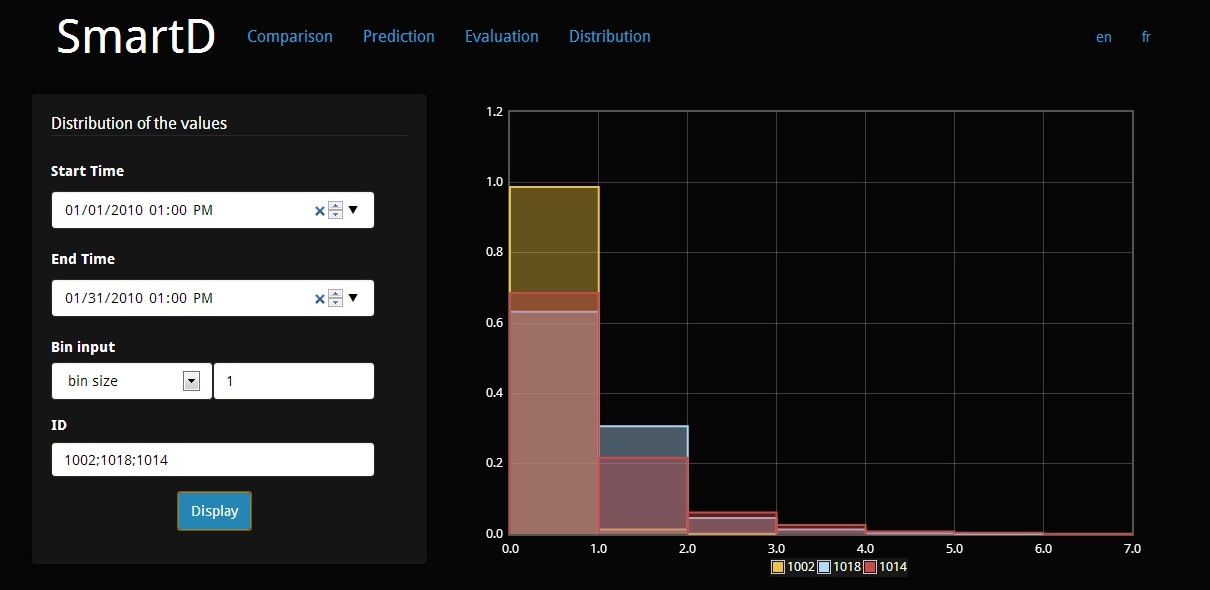 SmartD Comparison Prediction Evaluation Distribution en fr
Distribution of the values
Start Time
01/01/2010 01:00 PM
End Time
01/31/2010 01:00 PM
Bin input
bin size 1
ID
1002;1018;1014
Display
1.2
1.0
0.8
0.6
0.4
0.2
0.0
0.0 1.0 2.0 3.0 4.0 5.0 6.0 7.0
1002 1018 1014